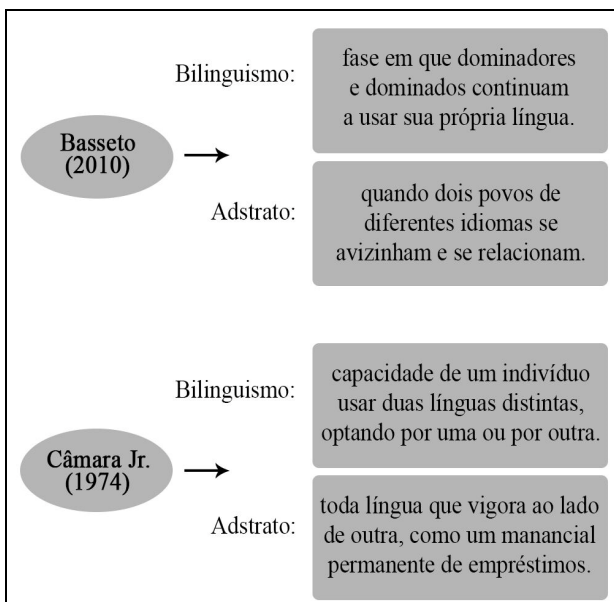 Bilinguismo:
fase em que dominadores
e dominados continuam
a usar sua própria língua.
Basseto
(2010)
Adstrato:
quando dois povos de
diferentes idiomas se
avizinham e se relacionam.
Bilinguismo:
capacidade de um indivíduo
usar duas línguas distintas,
optando por uma ou por outra.
Câmara Jr.
(1974)
Adstrato:
toda língua que vigora ao lado
de outra, como um manancial
permanente de empréstimos.